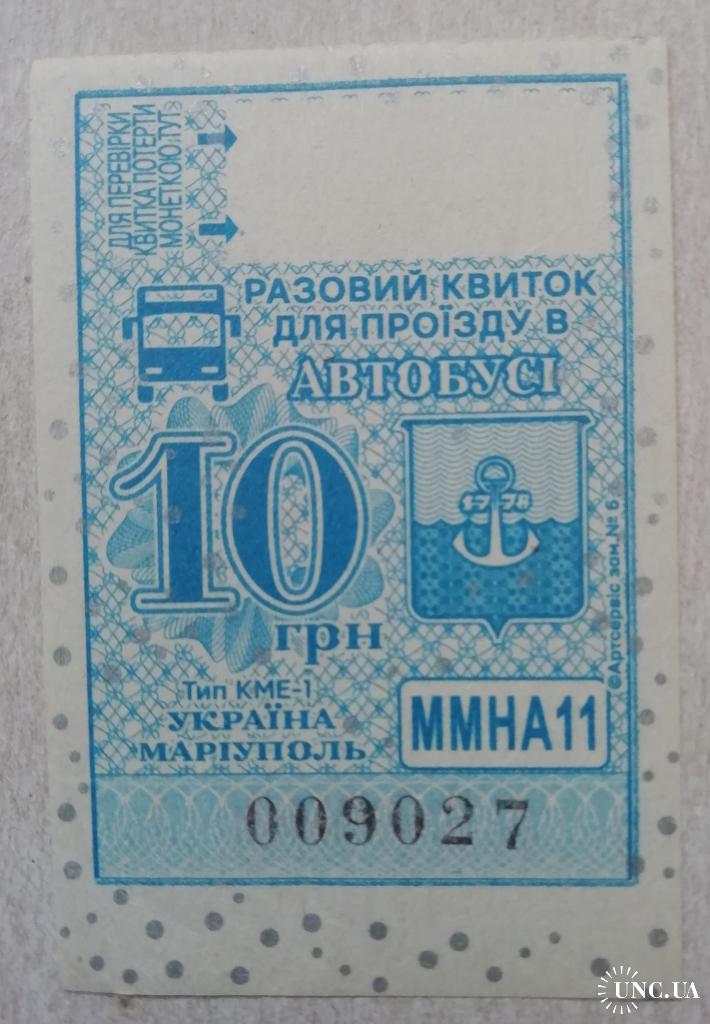 ДЛЯ ПЕРЕВІРКИ
КВИТКА ПОТЕРТИ
МОНЕТКОЮ ТУТ
РАЗОВИЙ КВИТОК
ДЛЯ ПРОЇЗДУ В
АВТОБУСІ
10
грн
1778
©Артсервіс зам.№ 6
Тип КМЕ-1
УКРАЇНА
МАРІУПОЛЬ
ММНА11
009027
UNC.UA